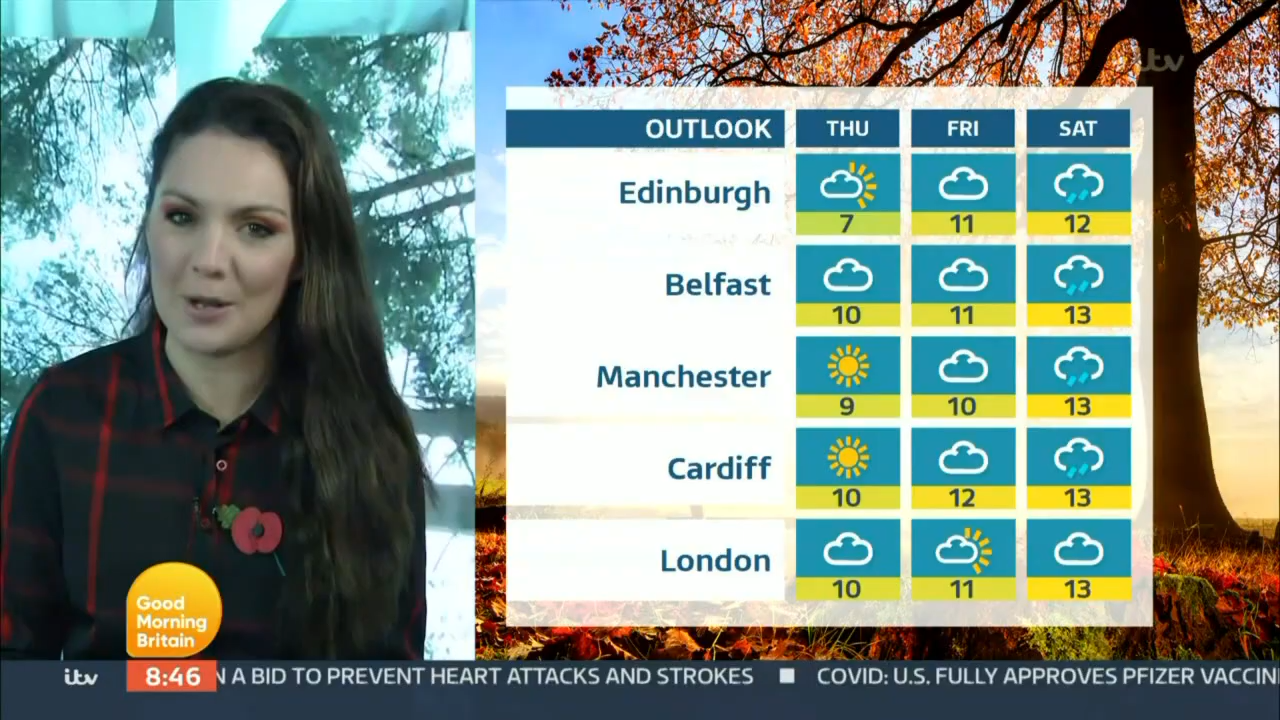 itv
OUTLOOK THU FRI SAT
Edinburgh 7 11 12
Belfast 10 11 13
Manchester 9 10 13
Cardiff 10 12 13
London 10 11 13
Good
Morning
Britain
itv 8:46 N A BID TO PREVENT HEART ATTACKS AND STROKES ■ COVID: U.S. FULLY APPROVES PFIZER VACCIN